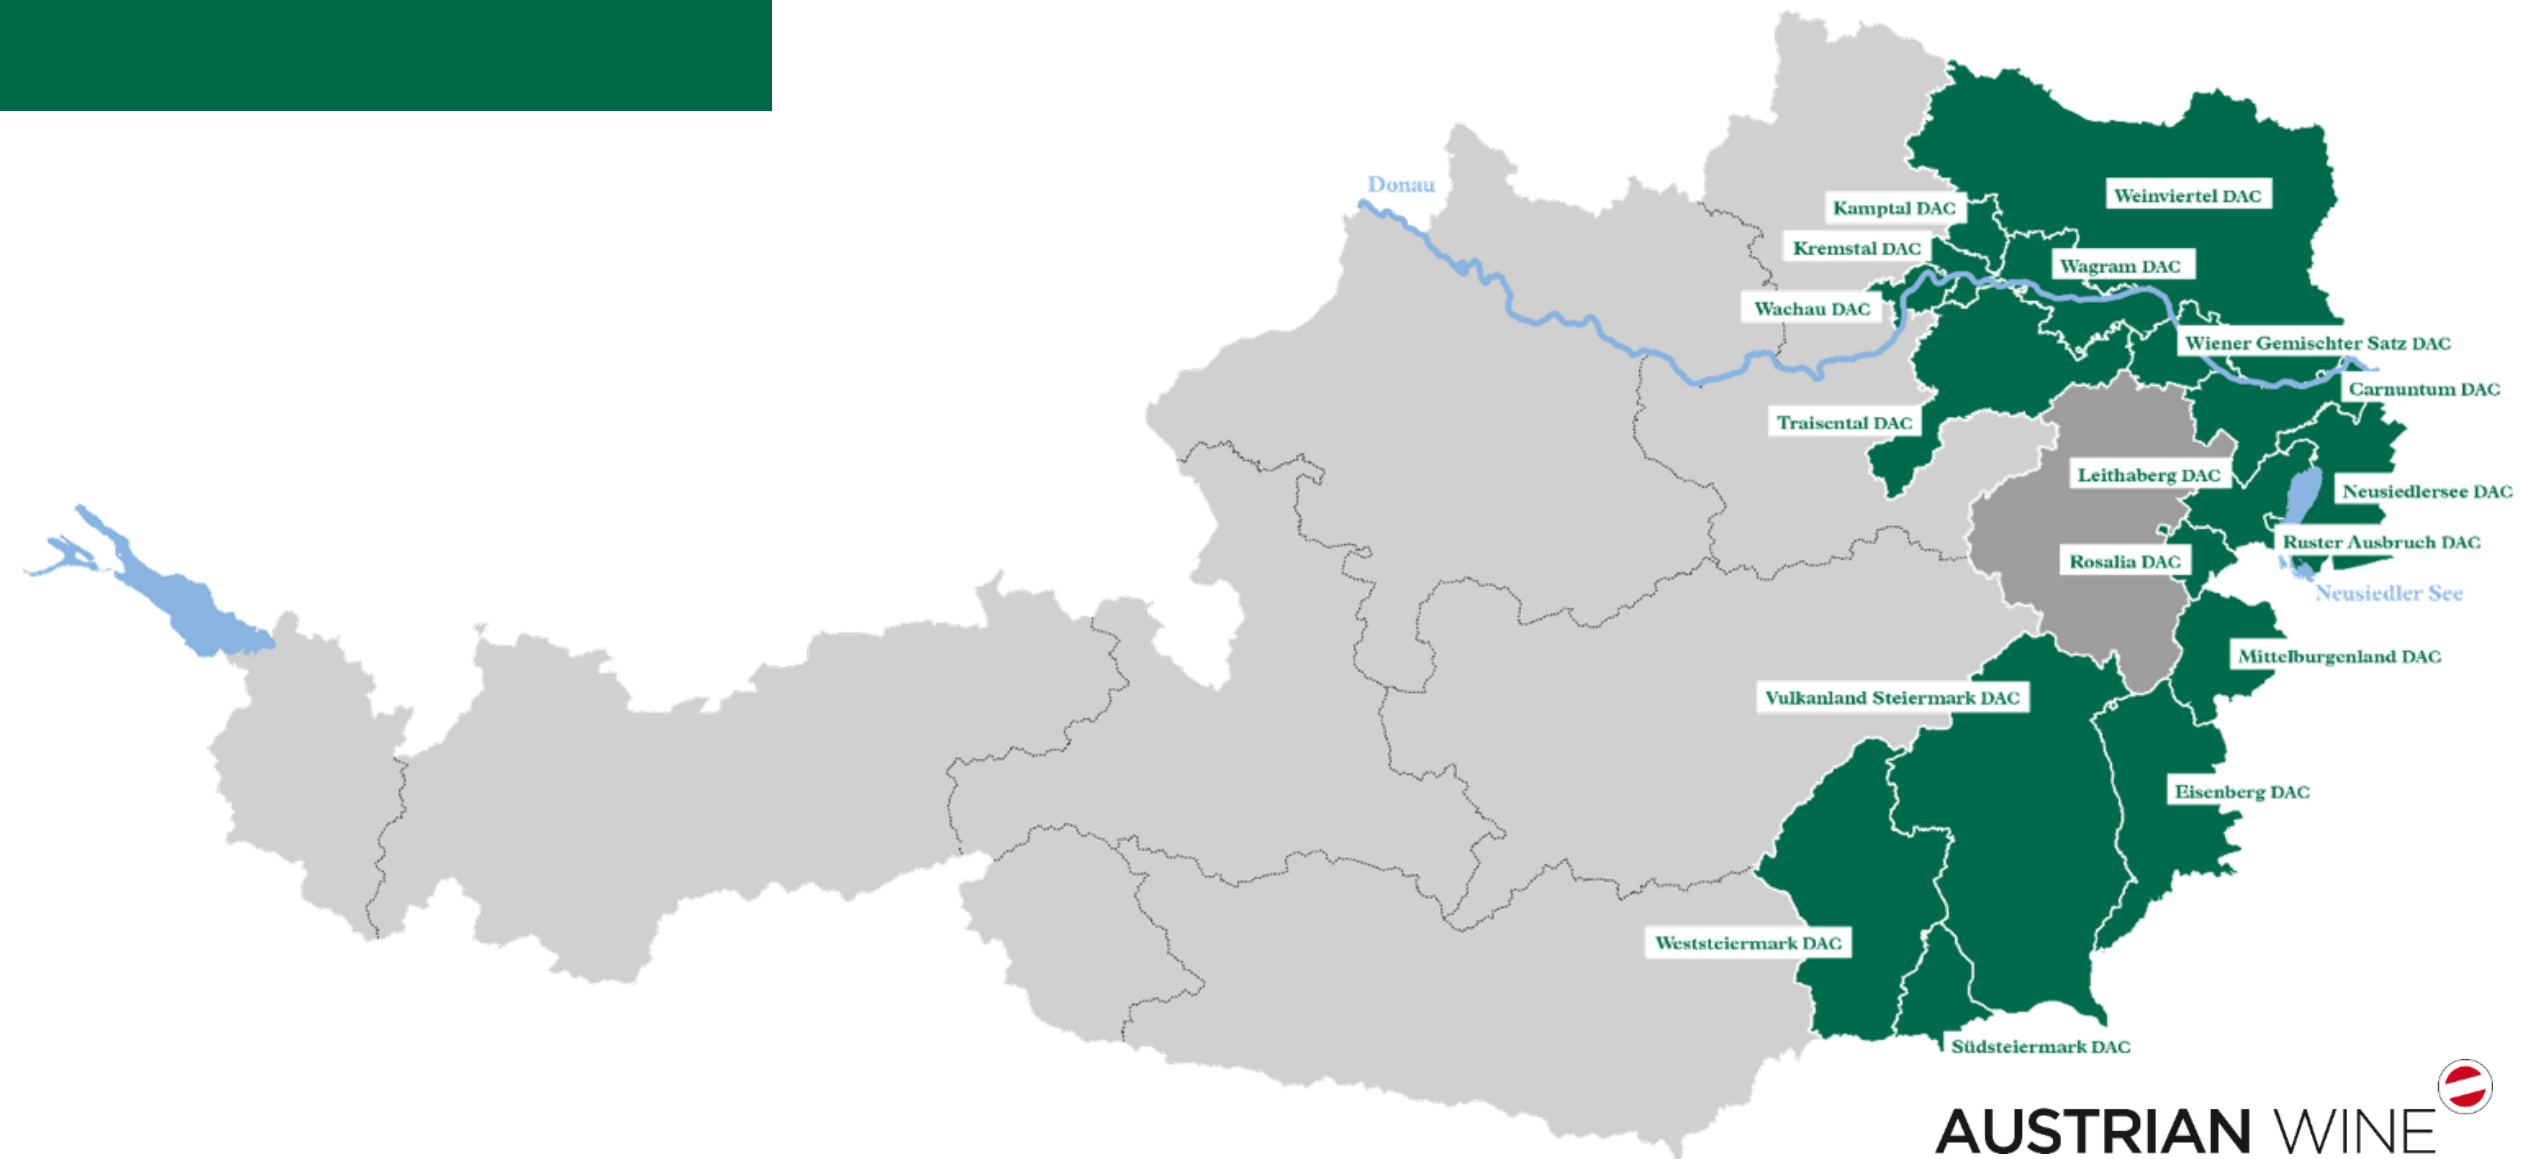 Donau
Weinviertel DAC
Kamptal DAC
Kremstal DAC
Wagram DAC
Wachau DAC
Wiener Gemischter Satz DAC
Carnuntum DAC
Traisental DAC
Leithaberg DAC
Neusiedlersee DAC
Ruster Ausbruch DAC
Rosalia DAC
Neusiedler See
Mittelburgenland DAC
Vulkanland Steiermark DAC
Eisenberg DAC
Weststeiermark DAC
Südsteiermark DAC
AUSTRIAN WINE